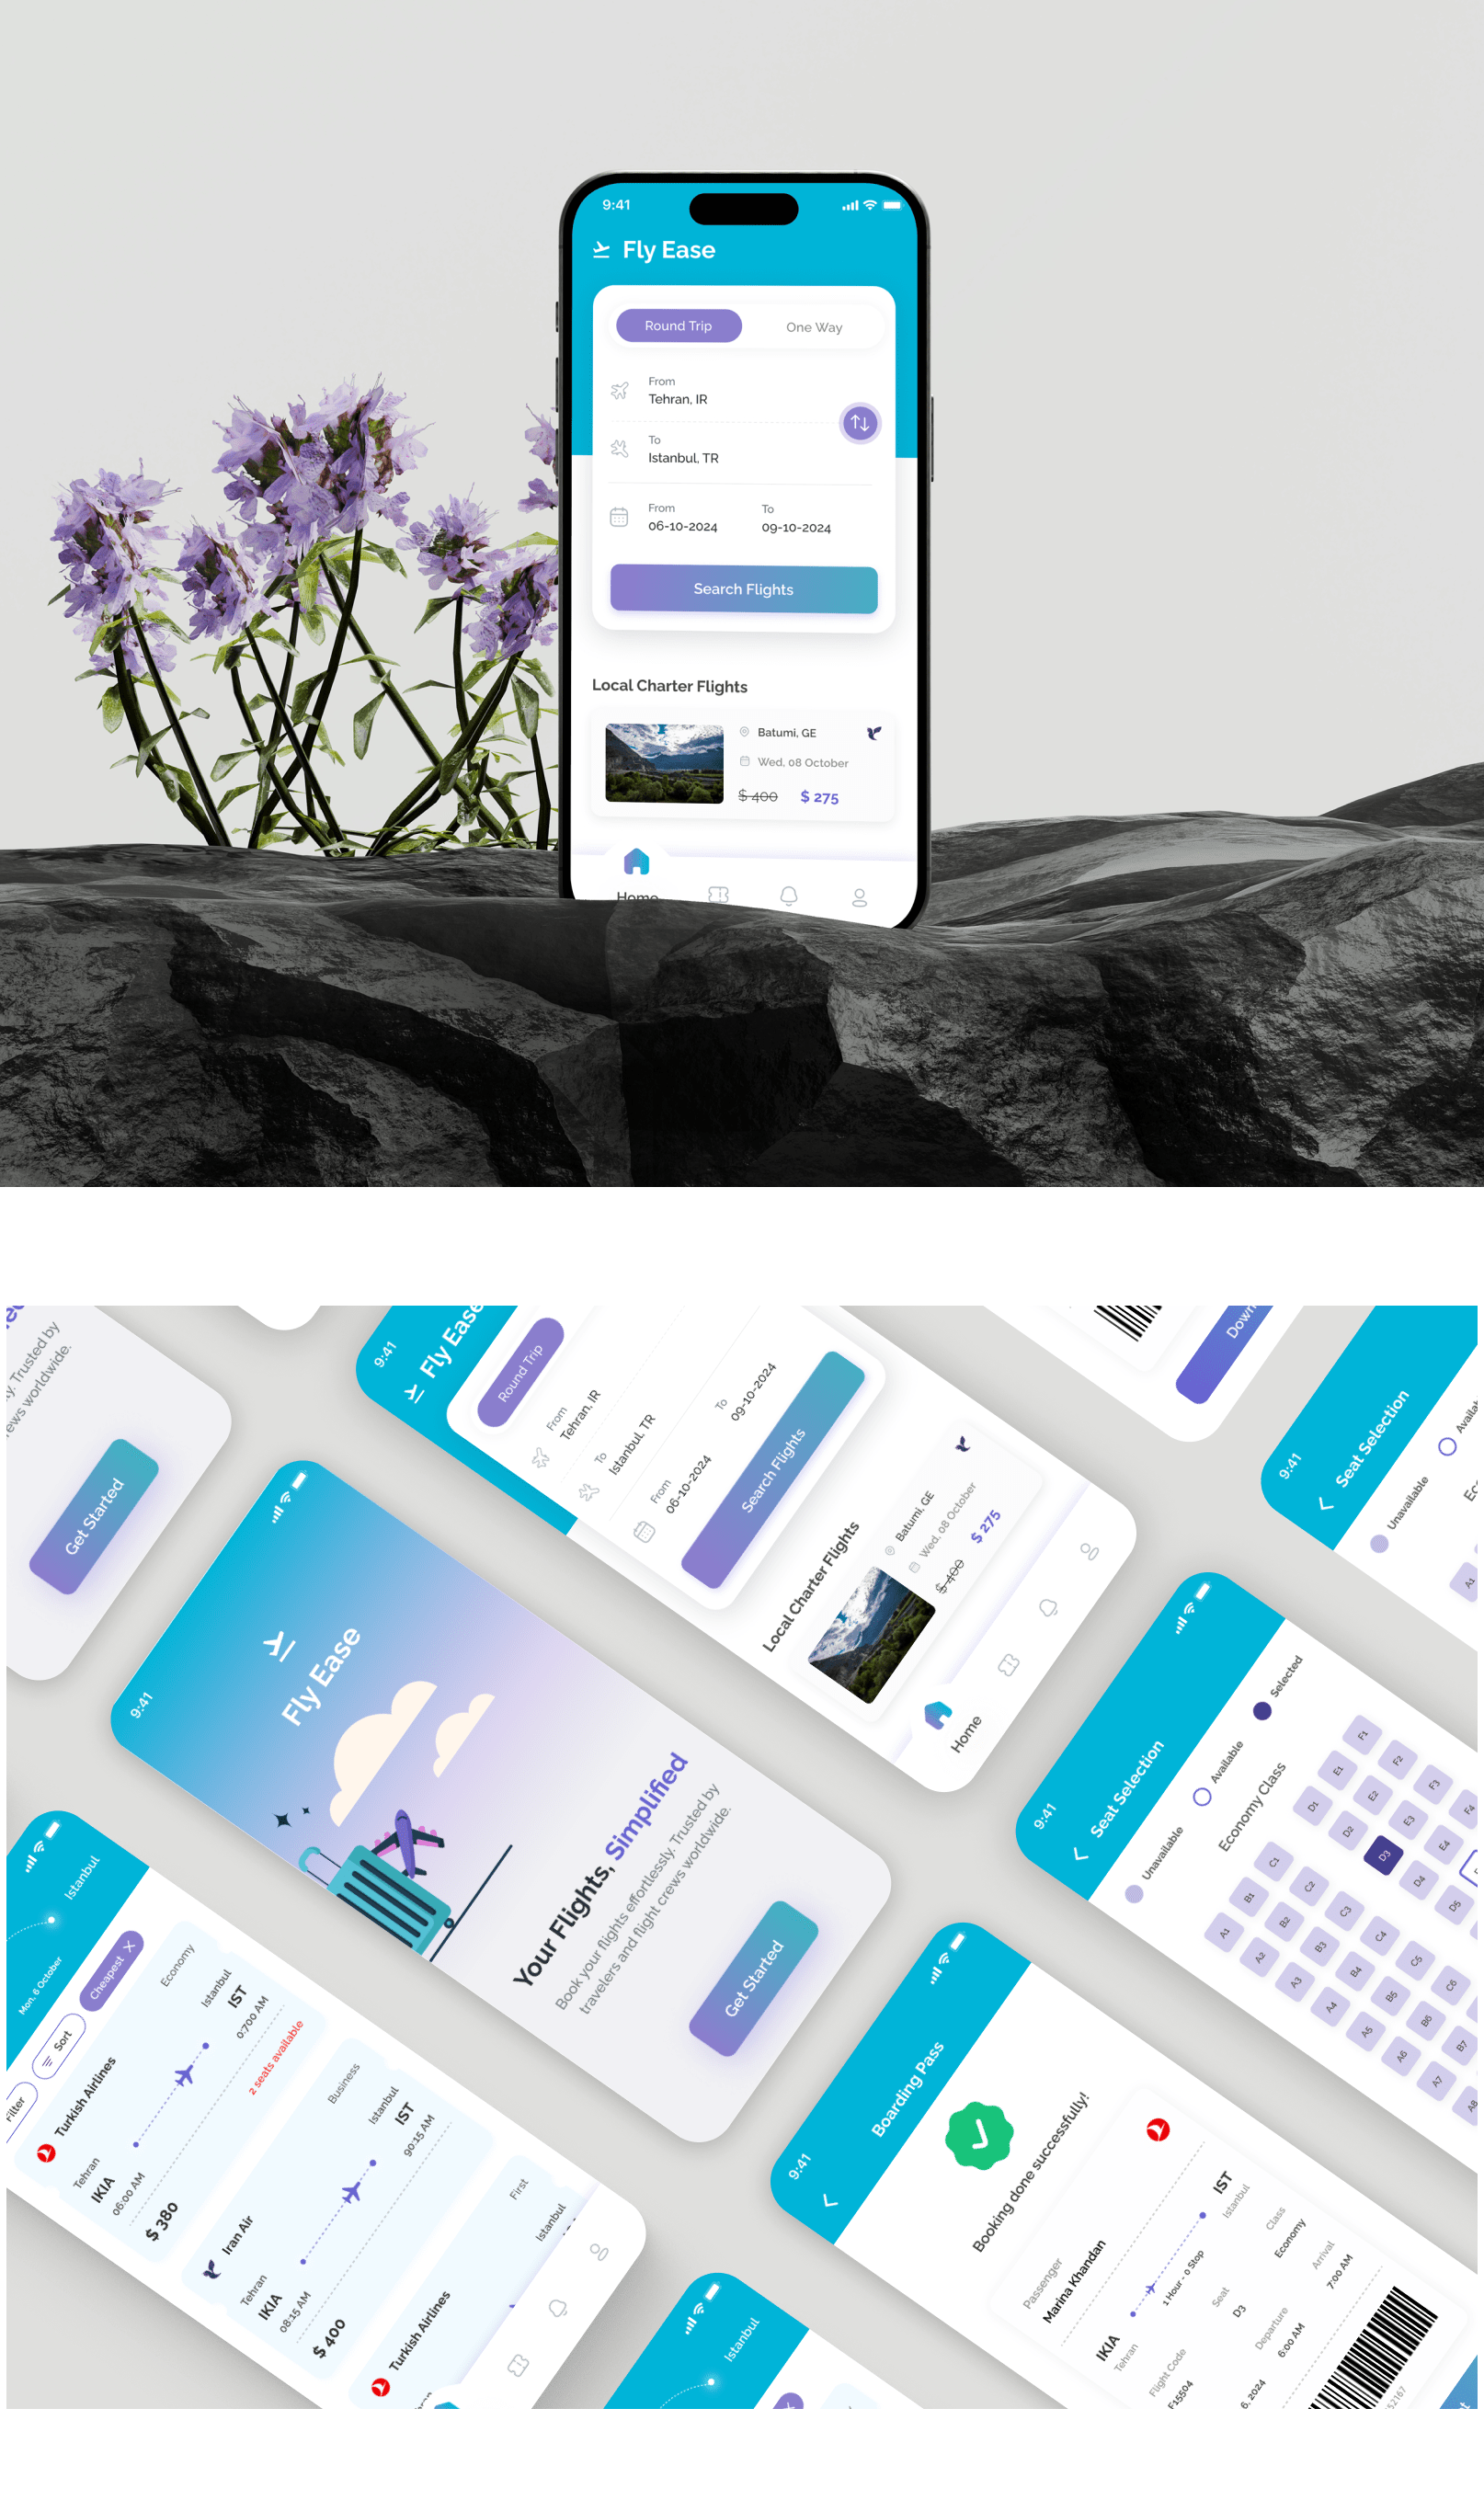 9:41
Fly Ease
Round Trip
One Way
From
Tehran, IR
To
Istanbul, TR
From
To
06-10-2024
09-10-2024
Search Flights
Local Charter Flights
Batumi, GE
Wed, 08 October
$ 400
$ 275
Home
Trusted by
worldwide.
Get Started
9:41
Fly Ease
Round Trip
From
Tehran, IR
To
Istanbul, TR
From
06-10-2024
To
09-10-2024
Search Flights
Local Charter Flights
Batumi, GE
Wed, 08 October
$ 400
$ 275
Home
9:41
Seat Selection
Unavailable
A1
9:41
Fly Ease
Your Flights, Simplified
Book your flights effortlessly. Trusted by
travelers and flight crews worldwide.
Get Started
9:41
Seat Selection
Unavailable
Available
Selected
Economy Class
A1 B1 C1 D1 E1 F1
A2 B2 C2 D2 E2 F2
A3 B3 C3 D3 E3 F3
A4 B4 C4 D4 E4 F4
A5 B5 C5 D5
A6 B6 C6
A7 B7
A8
Istanbul
Mon, 6 October
Filter
Sort
Cheapest
Turkish Airlines
Economy
Tehran
Istanbul
IKIA
IST
06:00 AM
0:700 AM
$ 380
2 seats available
Iran Air
Business
Tehran
Istanbul
IKIA
IST
08:15 AM
90:15 AM
$ 400
Turkish Airlines
First
Istanbul
9:41
Boarding Pass
Booking done successfully!
Passenger
Marina Khandan
IKIA
IST
Tehran
1 Hour - 0 Stop
Istanbul
Flight Code
Seat
Class
F15504
D3
Economy
Departure
Arrival
6, 2024
6:00 AM
7:00 AM
Istanbul